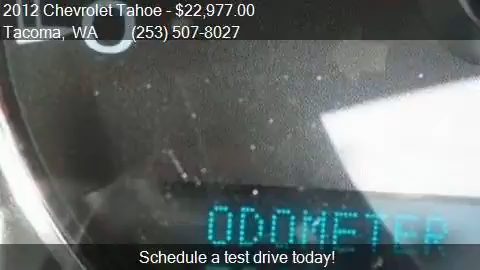 2012 Chevrolet Tahoe - $22,977.00
Tacoma, WA (253) 507-8027
ODOMETER
Schedule a test drive today!